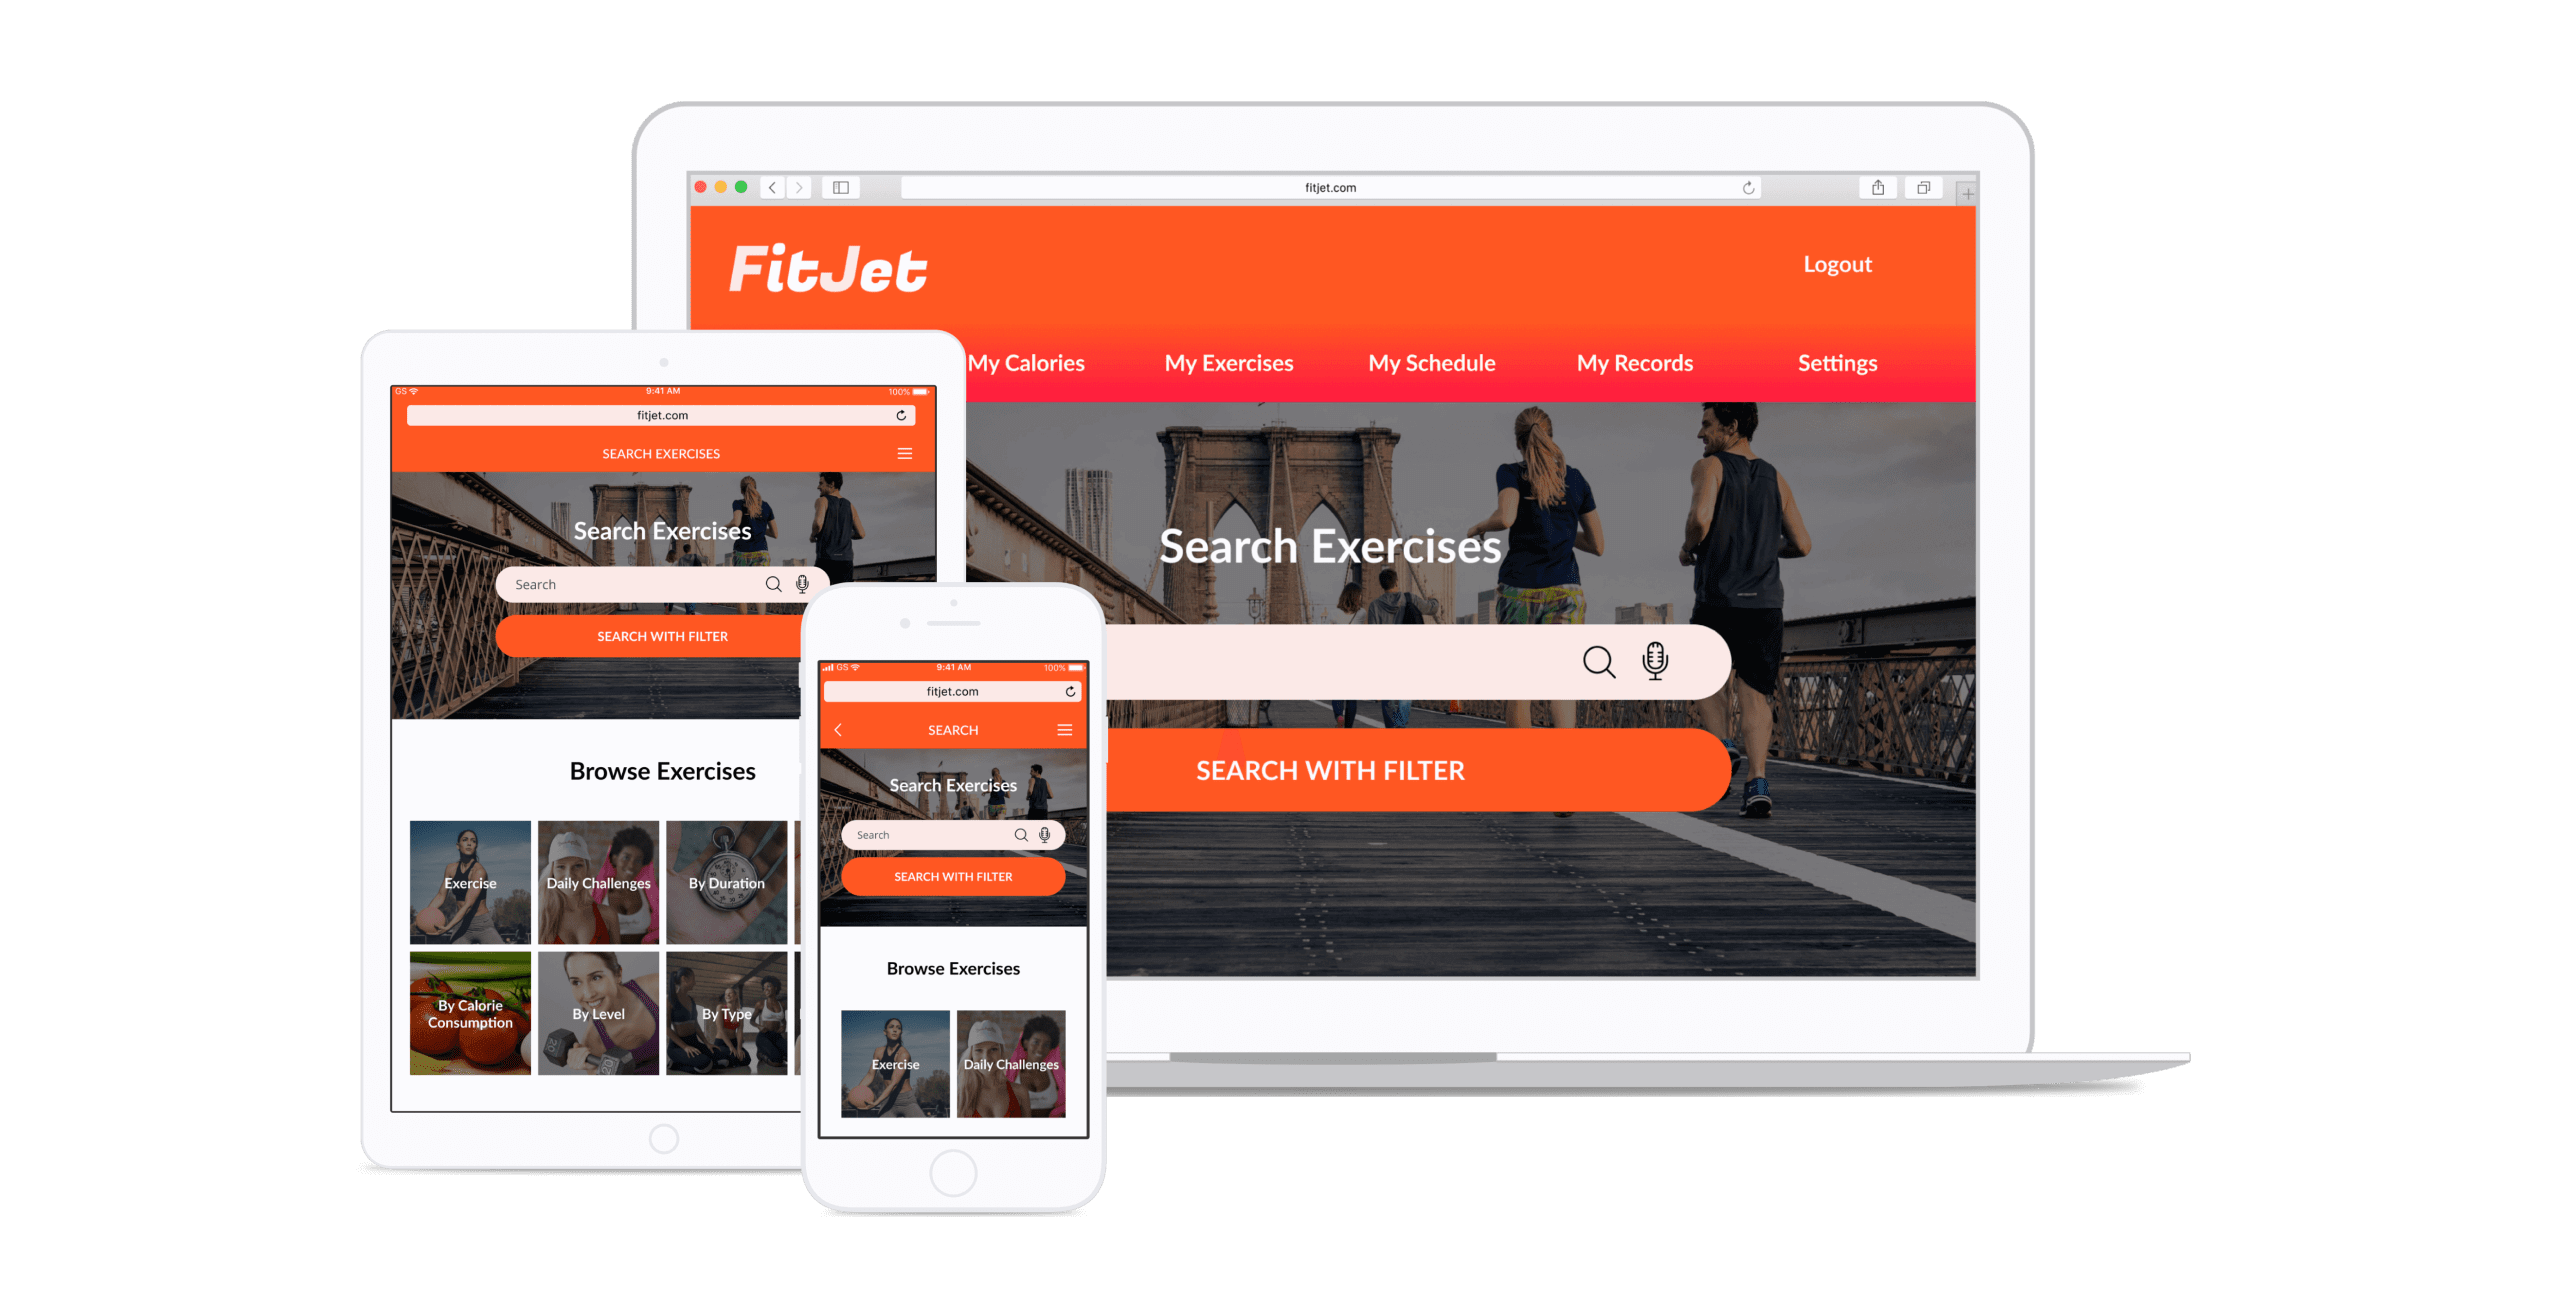 fitjet.com
FitJet
Logout
My Calories
My Exercises
My Schedule
My Records
Settings
Search Exercises
SEARCH WITH FILTER
GS
9:41 AM
100%
fitjet.com
SEARCH EXERCISES
Search Exercises
Search
SEARCH WITH FILTER
Browse Exercises
Exercise
Daily Challenges
By Duration
By Calorie
Consumption
By Level
By Type
20
20
GS
9:41 AM
100%
fitjet.com
SEARCH
Search Exercises
Search
SEARCH WITH FILTER
Browse Exercises
Exercise
Daily Challenges